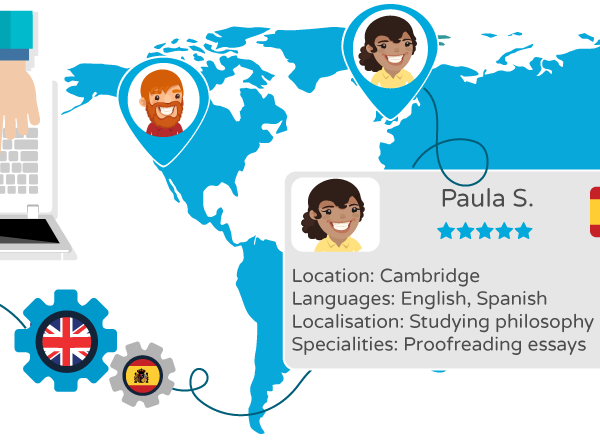 Paula S.
Location: Cambridge
Languages: English, Spanish
Localisation: Studying philosophy
Specialities: Proofreading essays